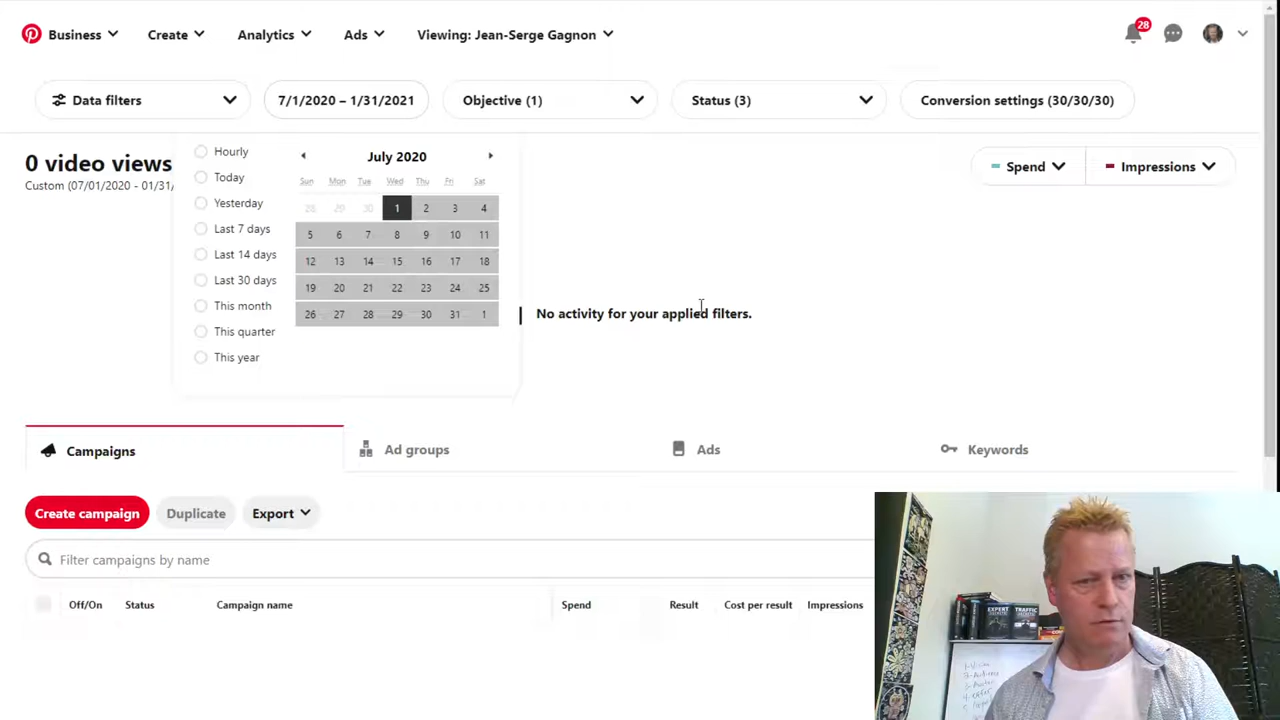 Business Create Analytics Ads Viewing: Jean-Serge Gagnon 28
Data filters 7/1/2020 – 1/31/2021 Objective (1) Status (3) Conversion settings (30/30/30)
0 video views
Custom (07/01/2020 - 01/31/
Spend Impressions
Hourly
Today
Yesterday
Last 7 days
Last 14 days
Last 30 days
This month
This quarter
This year
July 2020
Sun Mon Tue Wed Thu Fri Sat
28 29 30 1 2 3 4
5 6 7 8 9 10 11
12 13 14 15 16 17 18
19 20 21 22 23 24 25
26 27 28 29 30 31 1
No activity for your applied filters.
Campaigns Ad groups Ads Keywords
Create campaign Duplicate Export
Filter campaigns by name
Off/On Status Campaign name Spend Result Cost per result Impressions
EXPERT TRAFFIC